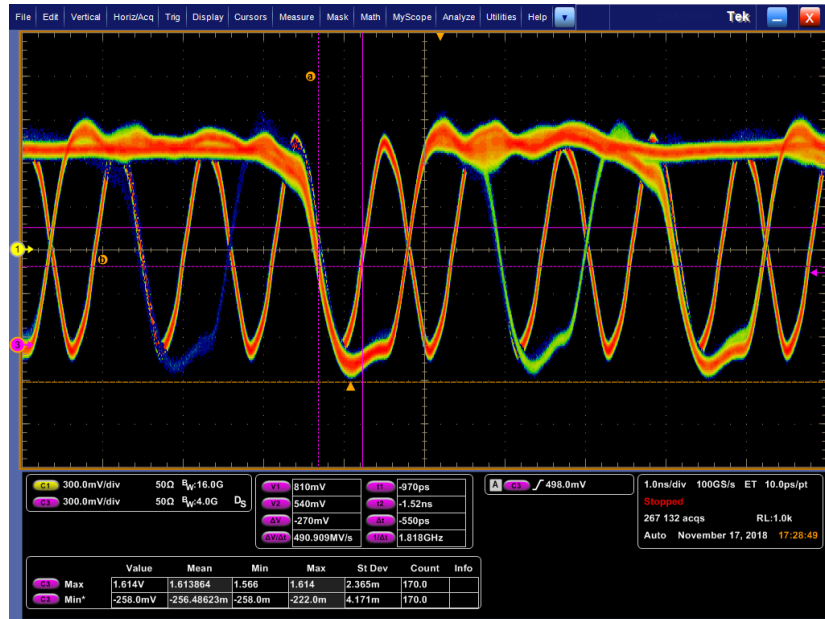 File Edit Vertical Horiz/Acq Trig Display Cursors Measure Mask Math MyScope Analyze Utilities Help Tek X
a
1
b
3
C1 300.0mV/div 50Ω BW:16.0G
C3 300.0mV/div 50Ω BW:4.0G DS
V1 810mV t1 -970ps
V2 540mV t2 -1.52ns
ΔV -270mV Δt -550ps
ΔV/Δt 490.909MV/s 1/Δt 1.818GHz
A C3 498.0mV
1.0ns/div 100GS/s ET 10.0ps/pt
Stopped
267 132 acqs RL:1.0k
Auto November 17, 2018 17:28:49
Value Mean Min Max St Dev Count Info
C3 Max 1.614V 1.613864 1.566 1.614 2.365m 170.0
C3 Min* -258.0mV -256.48623m -258.0m -222.0m 4.171m 170.0